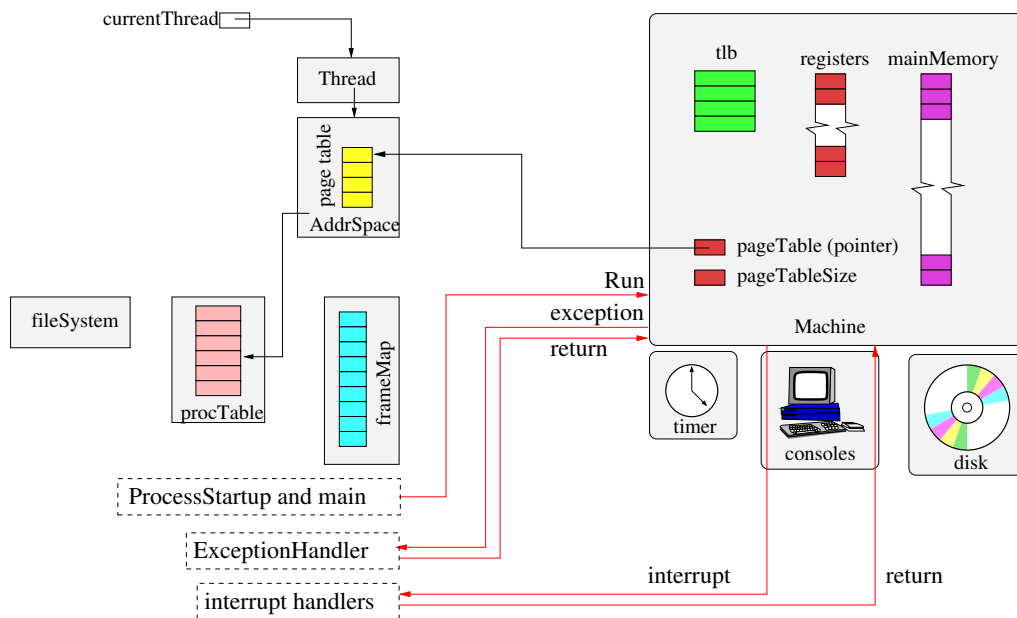 currentThread
Thread
page table
AddrSpace
tlb
registers
mainMemory
pageTable (pointer)
pageTableSize
Machine
Run
exception
return
fileSystem
procTable
frameMap
timer
consoles
disk
ProcessStartup and main
ExceptionHandler
interrupt handlers
interrupt
return